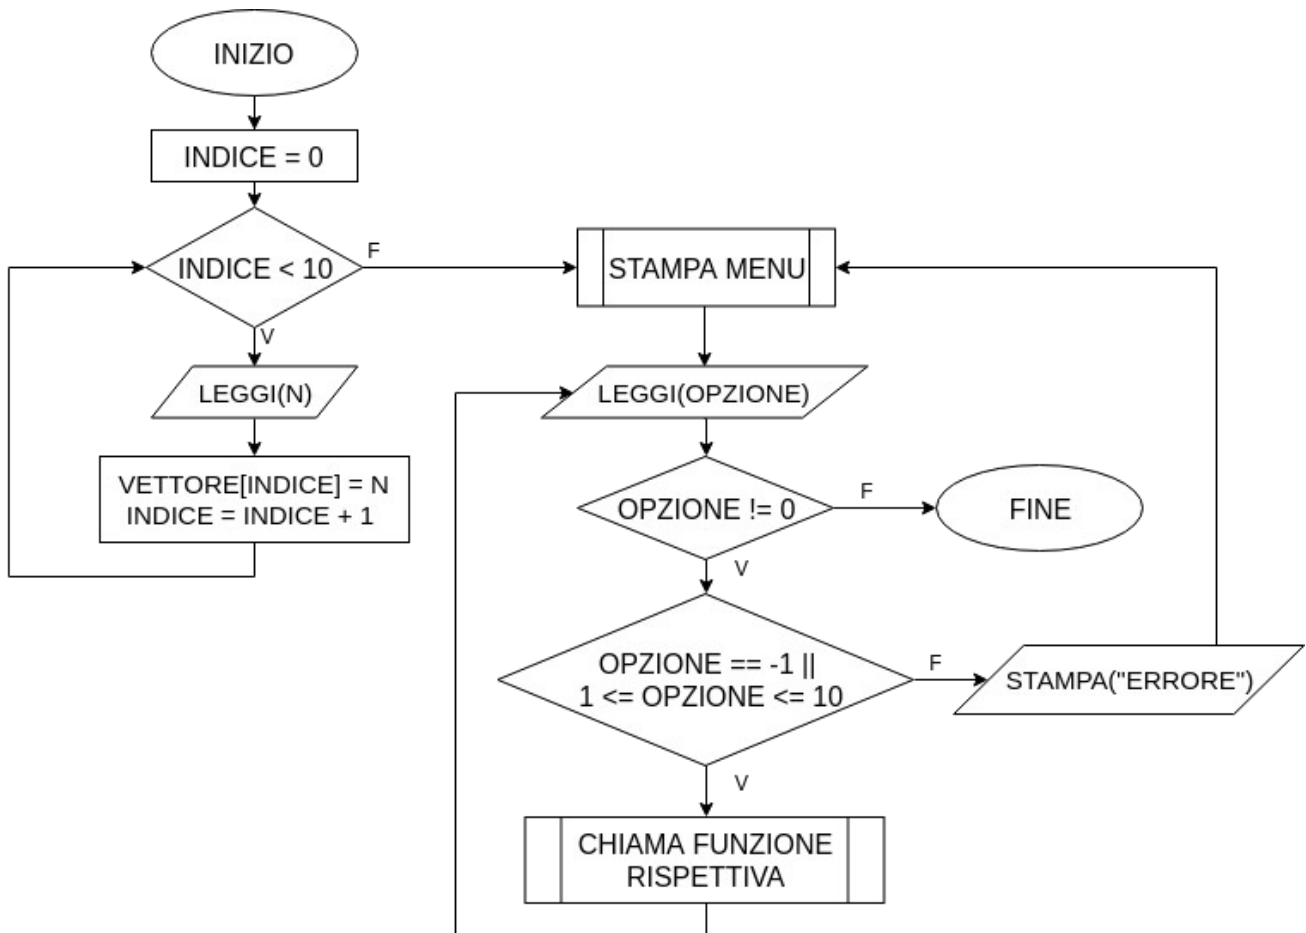 INIZIO
INDICE = 0
INDICE < 10
F
V
LEGGI(N)
VETTORE[INDICE] = N
INDICE = INDICE + 1
STAMPA MENU
LEGGI(OPZIONE)
OPZIONE != 0
F
FINE
V
OPZIONE == -1 ||
1 <= OPZIONE <= 10
F
STAMPA("ERRORE")
V
CHIAMA FUNZIONE
RISPETTIVA